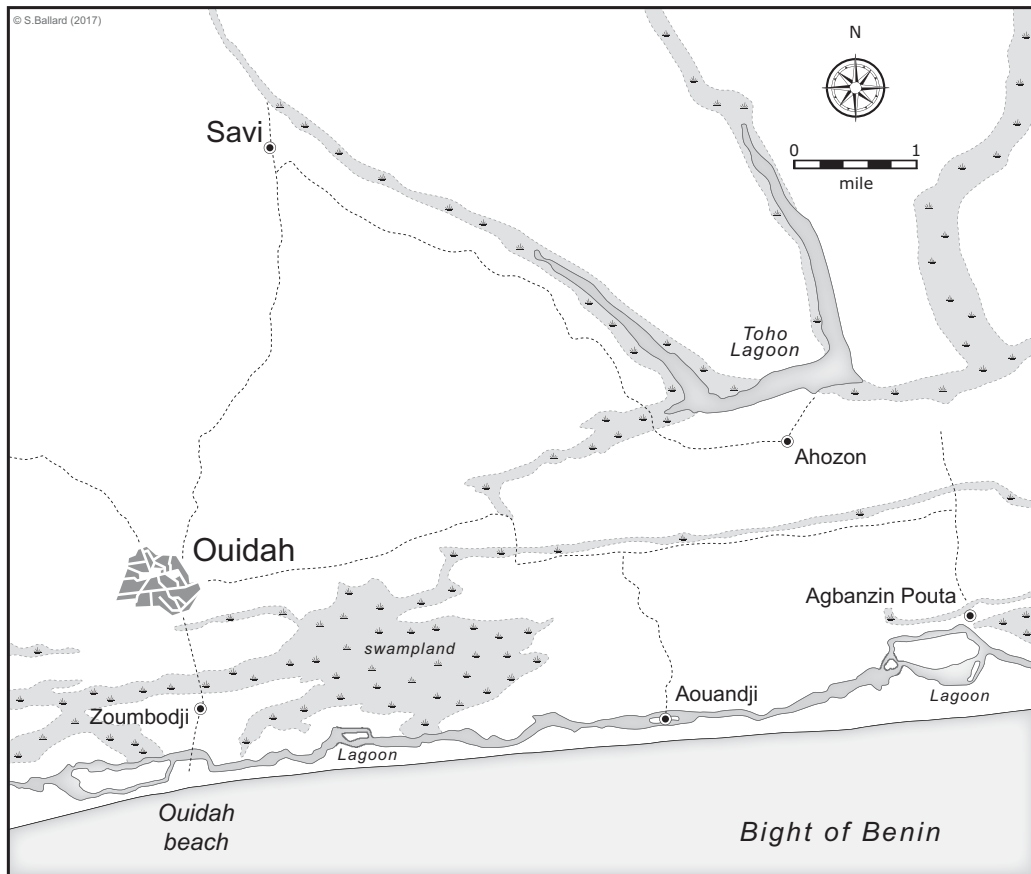 © S.Ballard (2017)
N
0 1
mile
Savi
Toho
Lagoon
Ahozon
Ouidah
Agbanzin Pouta
swampland
Aouandji
Lagoon
Zoumbodji
Lagoon
Ouidah
beach
Bight of Benin